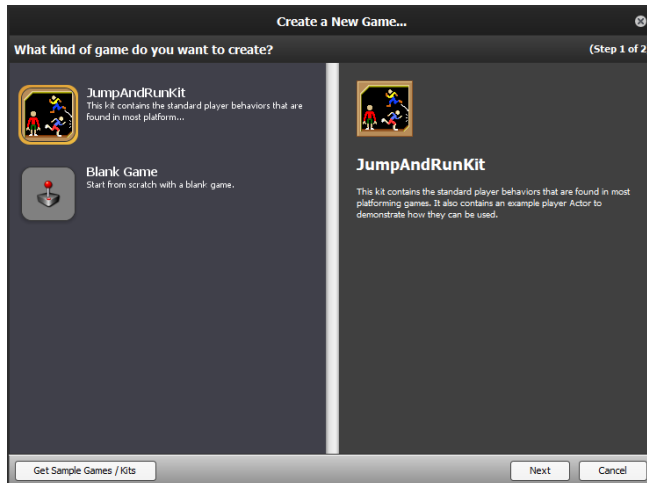 Create a New Game...
What kind of game do you want to create?
(Step 1 of 2
JumpAndRunKit
This kit contains the standard player behaviors that are
found in most platform...
Blank Game
Start from scratch with a blank game.
JumpAndRunKit
This kit contains the standard player behaviors that are found in most
platforming games. It also contains an example player Actor to
demonstrate how they can be used.
Get Sample Games / Kits
Next
Cancel